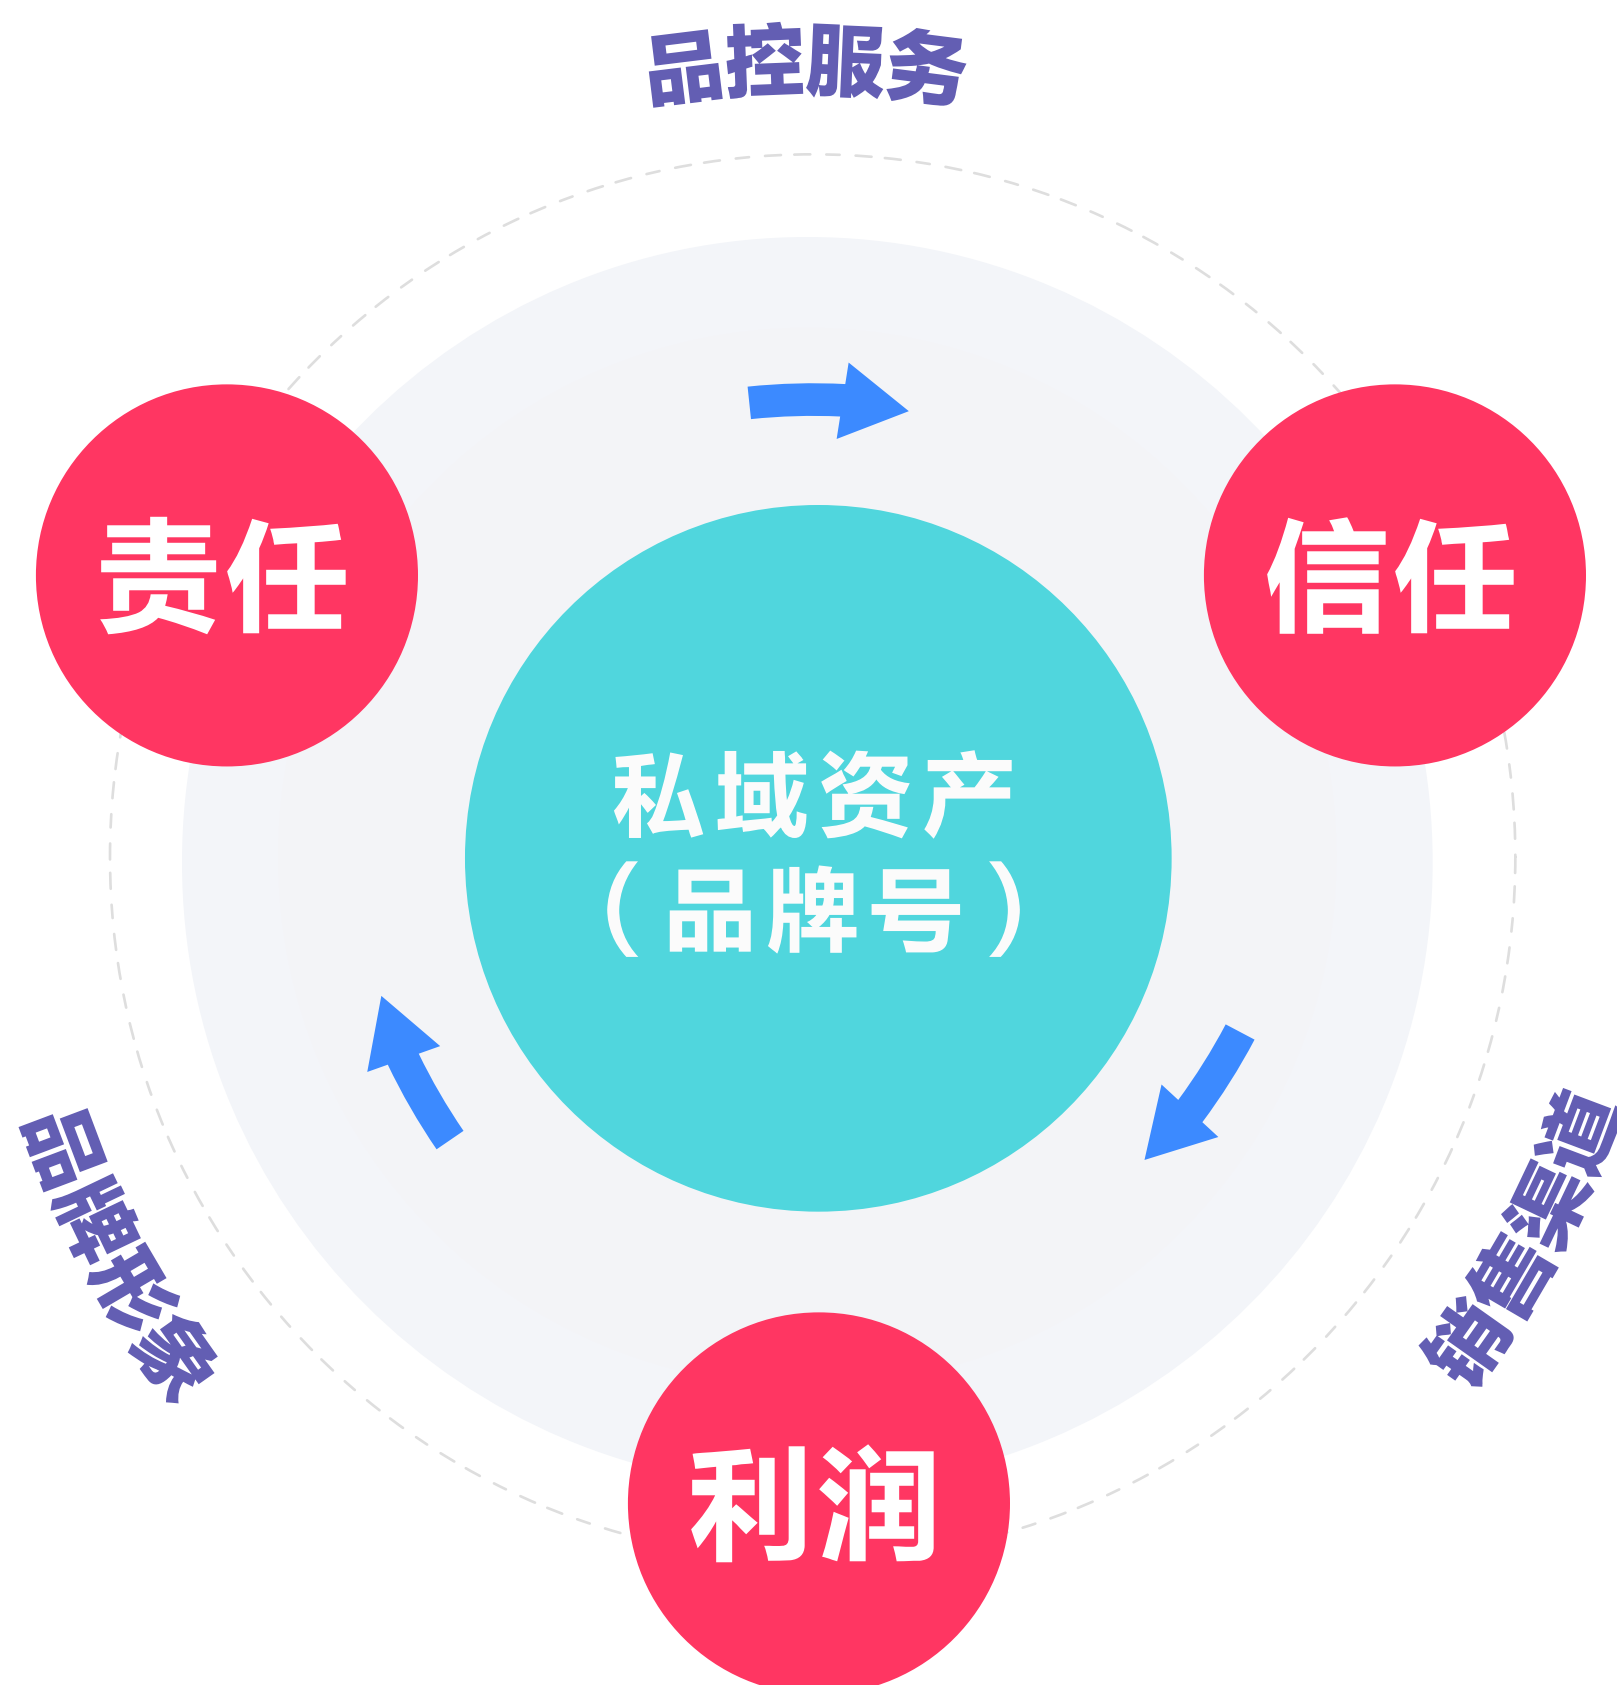 品控服务
责任
信任
私域资产
（品牌号）
品牌形象
销售渠道
利润